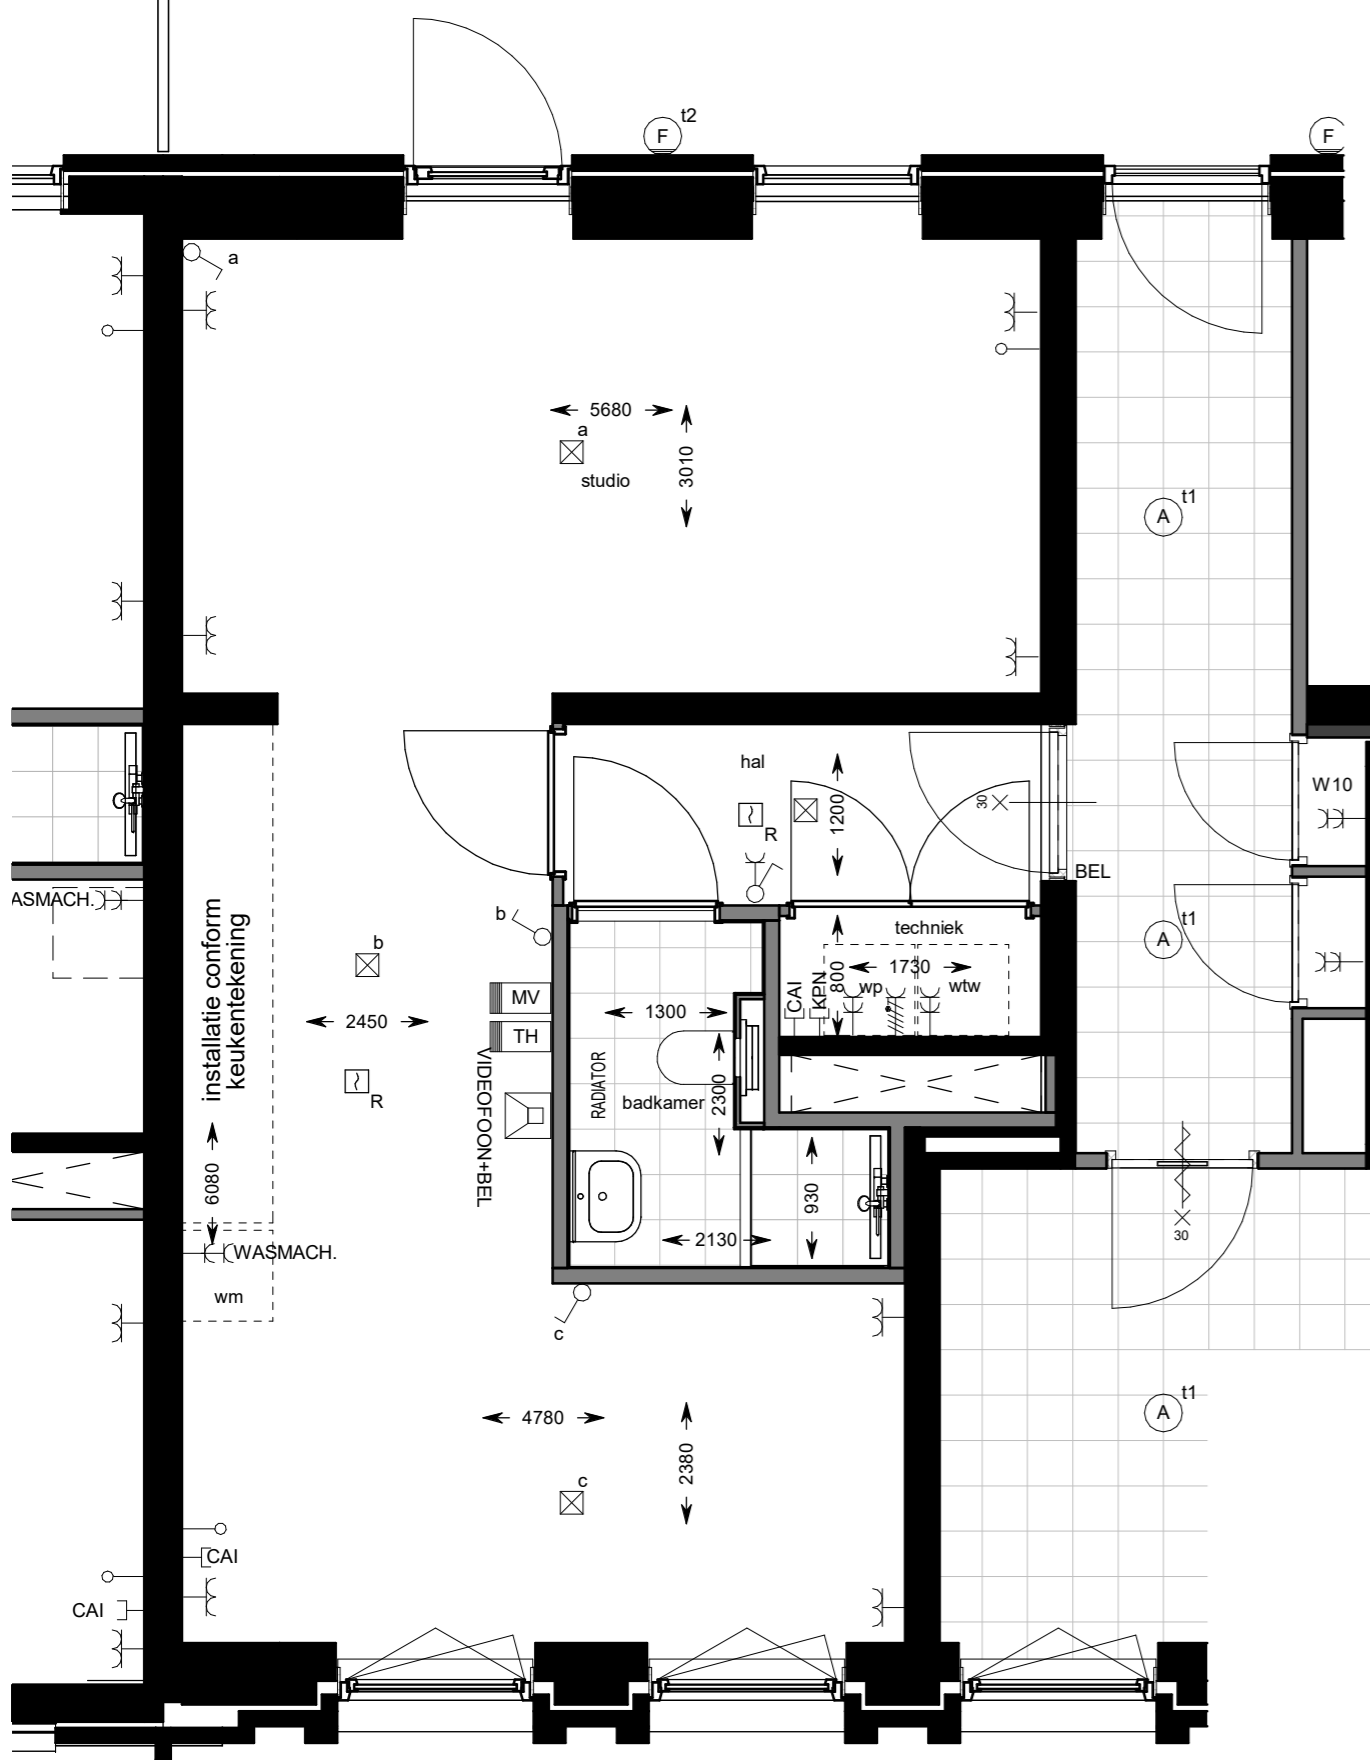 t2
F
F
a
5680
a
3010
studio
t1
A
hal
1200
R
30
W10
BEL
ASMACH.
installatie conform
keukentekening
b
b
techniek
t1
A
1730
800
CAI
KPN
wp
wtw
MV
TH
1300
2450
RADIATOR
badkamer
2300
R
VIDEOFOON+BEL
6080
930
2130
30
WASMACH.
wm
c
t1
A
4780
2380
c
CAI
CAI